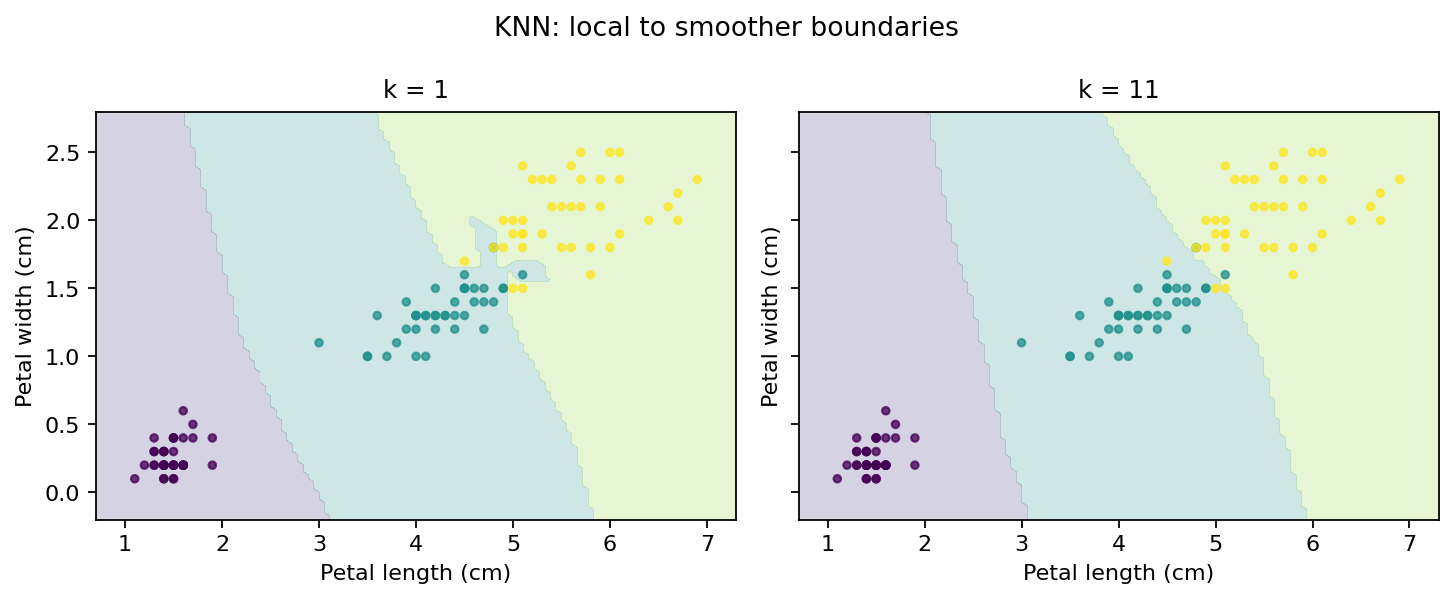 KNN: local to smoother boundaries
k = 1
k = 11
2.5
2.0
1.5
1.0
0.5
0.0
Petal width (cm)
Petal width (cm)
1 2 3 4 5 6 7
1 2 3 4 5 6 7
Petal length (cm)
Petal length (cm)